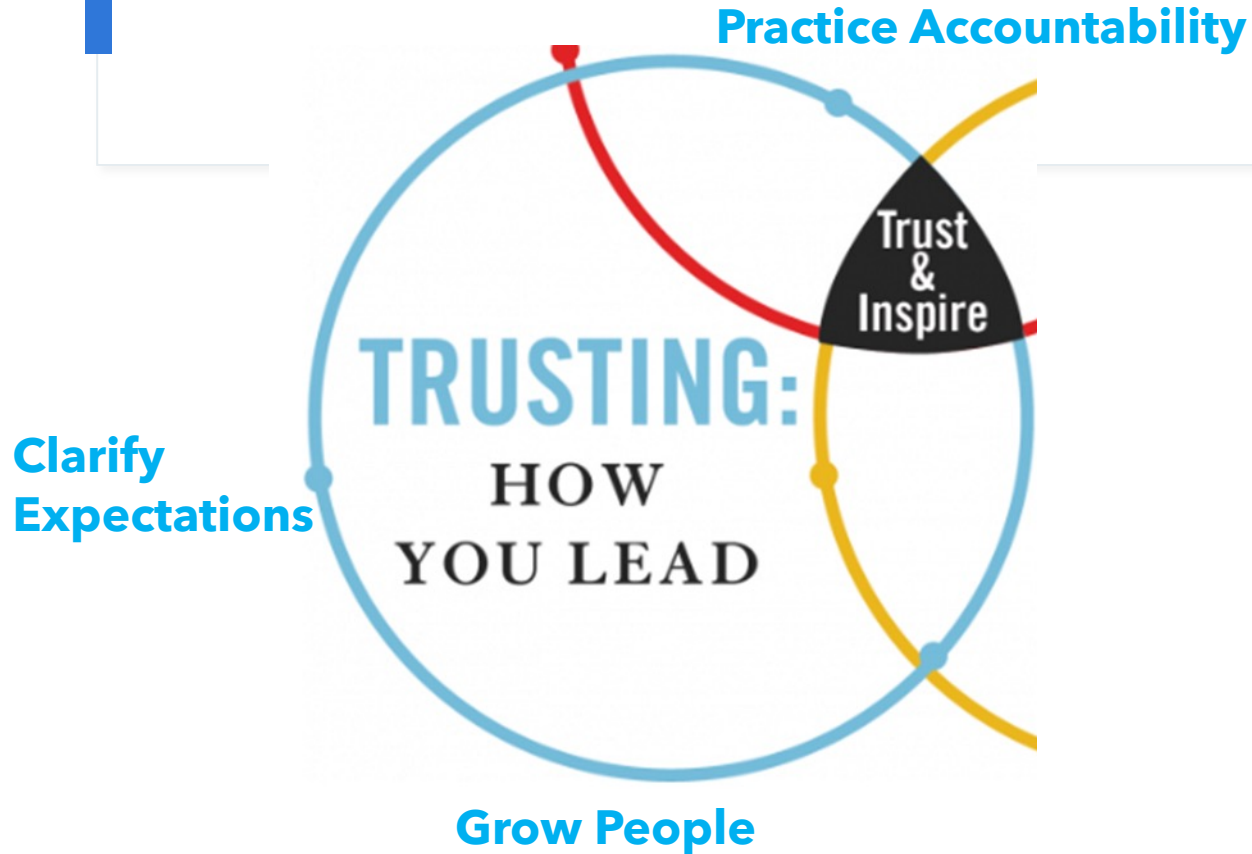 Practice Accountability
Trust
&
Inspire
TRUSTING:
HOW
YOU LEAD
Clarify
Expectations
Grow People